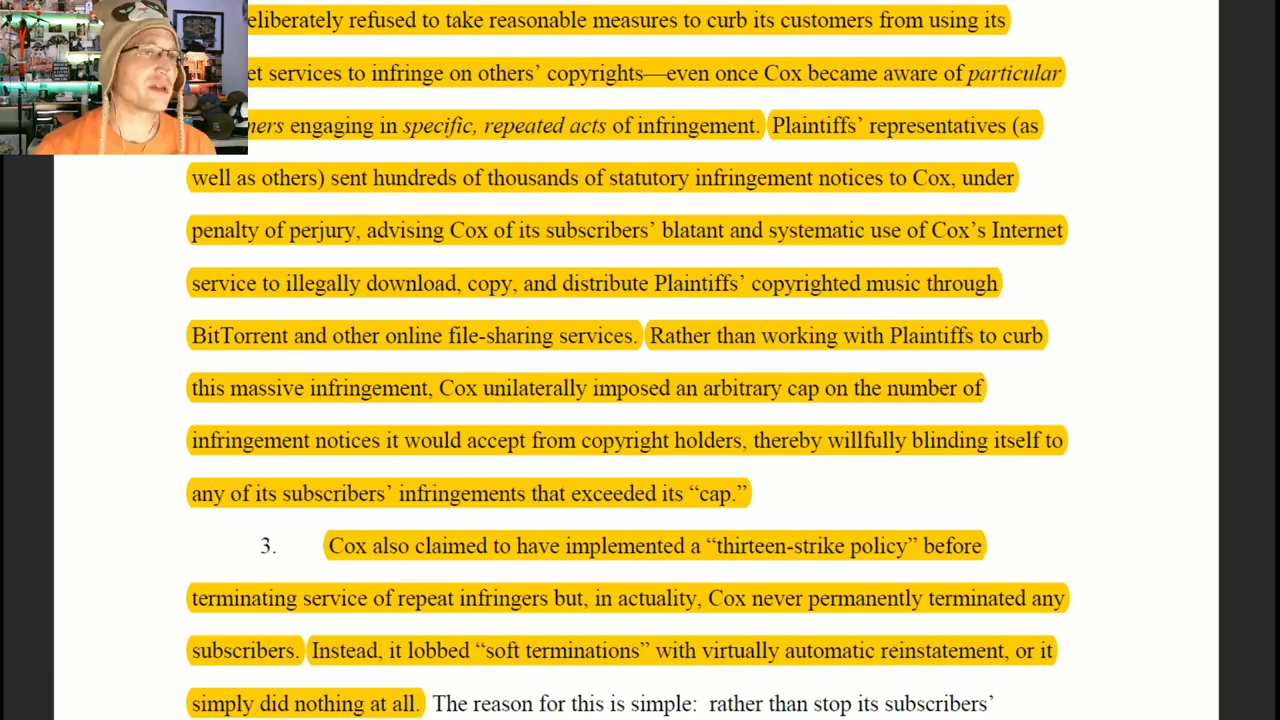 eliberately refused to take reasonable measures to curb its customers from using its
et services to infringe on others’ copyrights—even once Cox became aware of particular
ers engaging in specific, repeated acts of infringement. Plaintiffs’ representatives (as
well as others) sent hundreds of thousands of statutory infringement notices to Cox, under
penalty of perjury, advising Cox of its subscribers’ blatant and systematic use of Cox’s Internet
service to illegally download, copy, and distribute Plaintiffs’ copyrighted music through
BitTorrent and other online file-sharing services. Rather than working with Plaintiffs to curb
this massive infringement, Cox unilaterally imposed an arbitrary cap on the number of
infringement notices it would accept from copyright holders, thereby willfully blinding itself to
any of its subscribers’ infringements that exceeded its “cap.”
3. Cox also claimed to have implemented a “thirteen-strike policy” before
terminating service of repeat infringers but, in actuality, Cox never permanently terminated any
subscribers. Instead, it lobbed “soft terminations” with virtually automatic reinstatement, or it
simply did nothing at all. The reason for this is simple: rather than stop its subscribers’